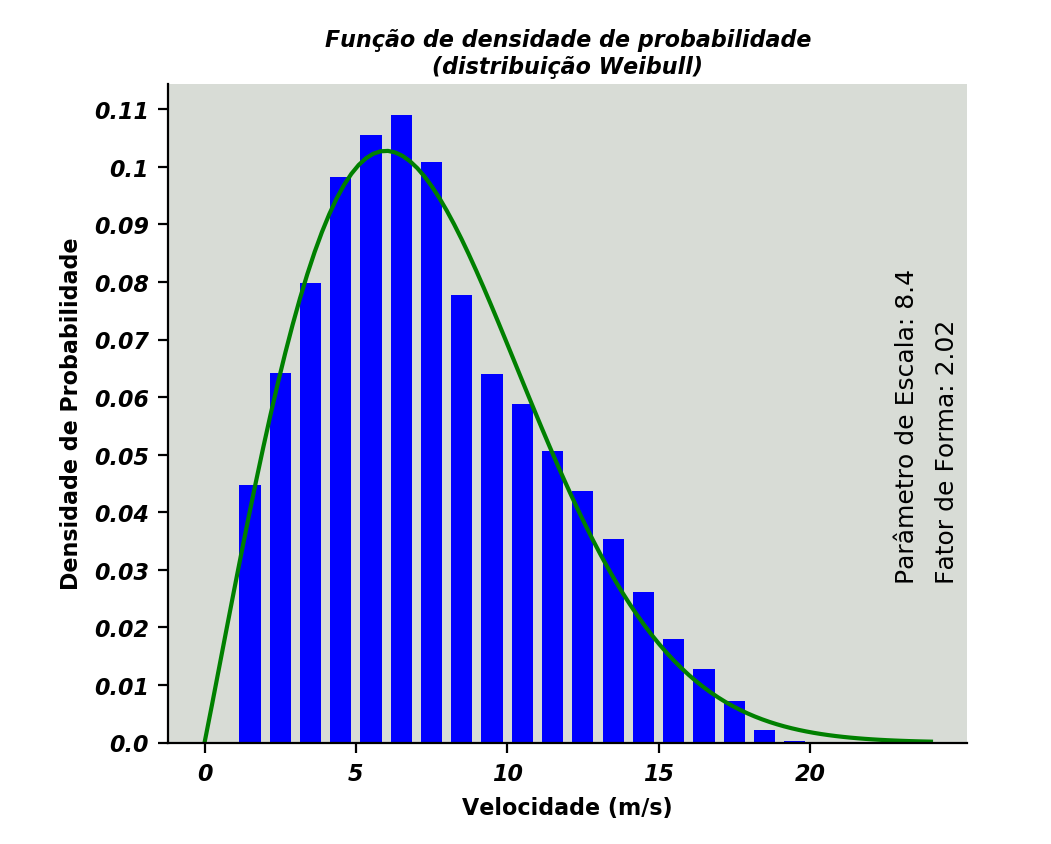 Função de densidade de probabilidade
(distribuição Weibull)
Densidade de Probabilidade
0.11
0.1
0.09
0.08
0.07
0.06
0.05
0.04
0.03
0.02
0.01
0.0
0
5
10
15
20
Velocidade (m/s)
Parâmetro de Escala: 8.4
Fator de Forma: 2.02